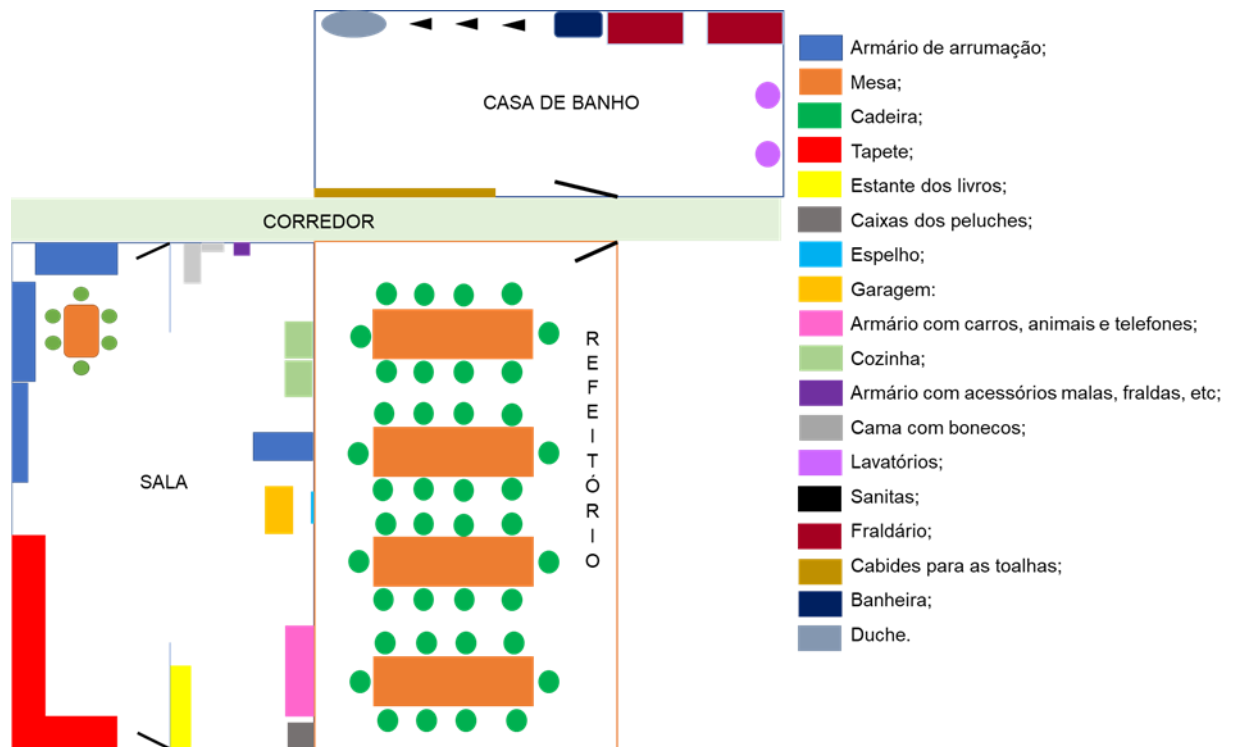 CASA DE BANHO
CORREDOR
SALA
REFEITÓRIO
Armário de arrumação;
Mesa;
Cadeira;
Tapete;
Estante dos livros;
Caixas dos peluches;
Espelho;
Garagem:
Armário com carros, animais e telefones;
Cozinha;
Armário com acessórios malas, fraldas, etc;
Cama com bonecos;
Lavatórios;
Sanitas;
Fraldário;
Cabides para as toalhas;
Banheira;
Duche.